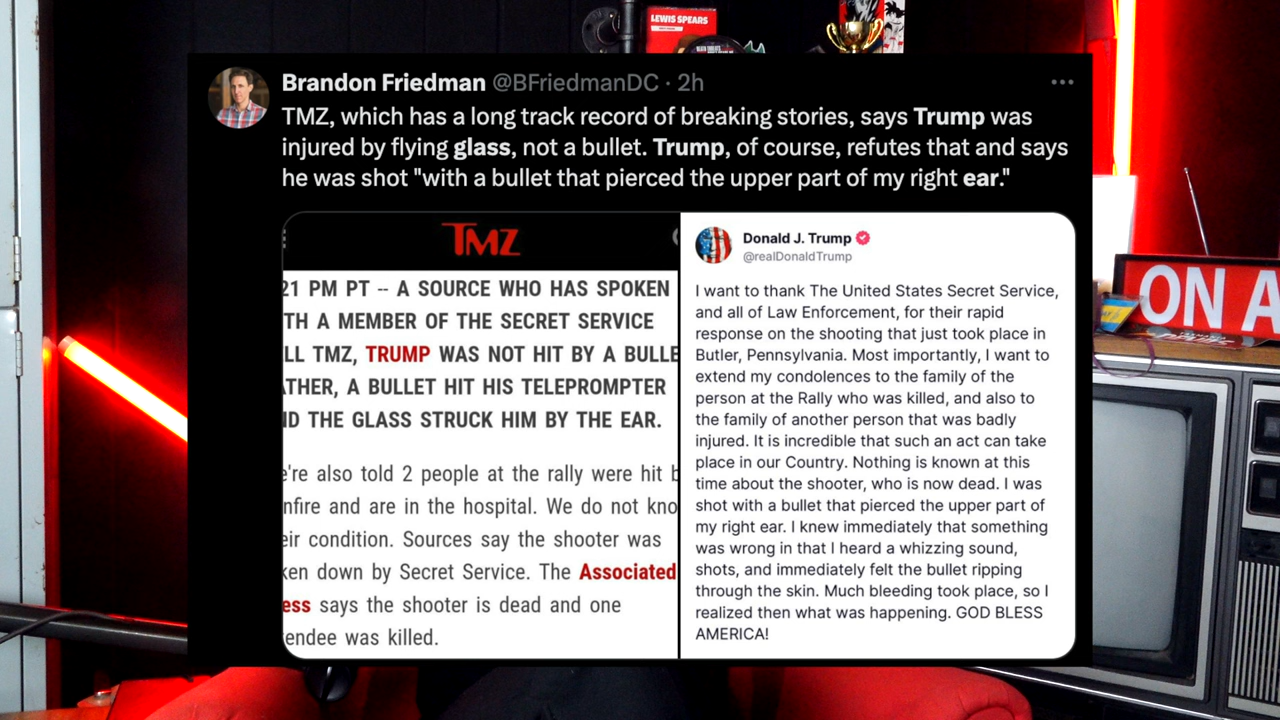 LEWIS SPEARS
Brandon Friedman @BFriedmanDC · 2h
TMZ, which has a long track record of breaking stories, says Trump was
injured by flying glass, not a bullet. Trump, of course, refutes that and says
he was shot "with a bullet that pierced the upper part of my right ear."
TMZ
21 PM PT -- A SOURCE WHO HAS SPOKEN
TH A MEMBER OF THE SECRET SERVICE
LL TMZ, TRUMP WAS NOT HIT BY A BULLE
ATHER, A BULLET HIT HIS TELEPROMPTER
ND THE GLASS STRUCK HIM BY THE EAR.
e're also told 2 people at the rally were hit b
nfire and are in the hospital. We do not kno
eir condition. Sources say the shooter was
ken down by Secret Service. The Associated
ess says the shooter is dead and one
endee was killed.
Donald J. Trump
@realDonaldTrump
I want to thank The United States Secret Service,
and all of Law Enforcement, for their rapid
response on the shooting that just took place in
Butler, Pennsylvania. Most importantly, I want to
extend my condolences to the family of the
person at the Rally who was killed, and also to
the family of another person that was badly
injured. It is incredible that such an act can take
place in our Country. Nothing is known at this
time about the shooter, who is now dead. I was
shot with a bullet that pierced the upper part of
my right ear. I knew immediately that something
was wrong in that I heard a whizzing sound,
shots, and immediately felt the bullet ripping
through the skin. Much bleeding took place, so I
realized then what was happening. GOD BLESS
AMERICA!
ON A